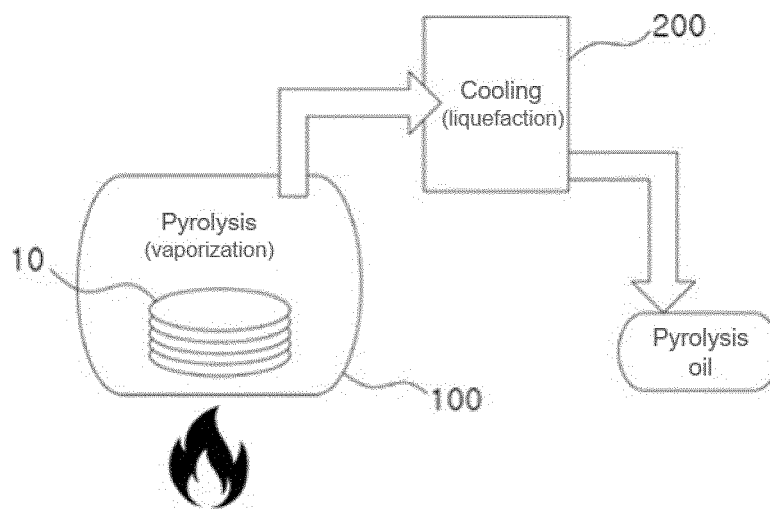 200
Cooling
(liquefaction)
Pyrolysis
(vaporization)
10
Pyrolysis
oil
100